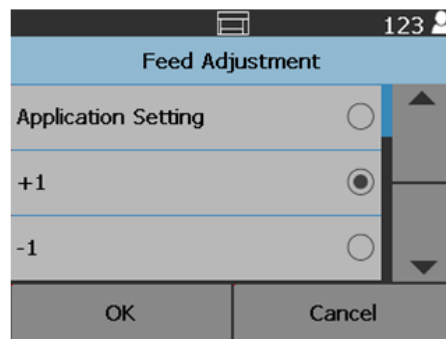 123
Feed Adjustment
Application Setting
+1
-1
OK
Cancel